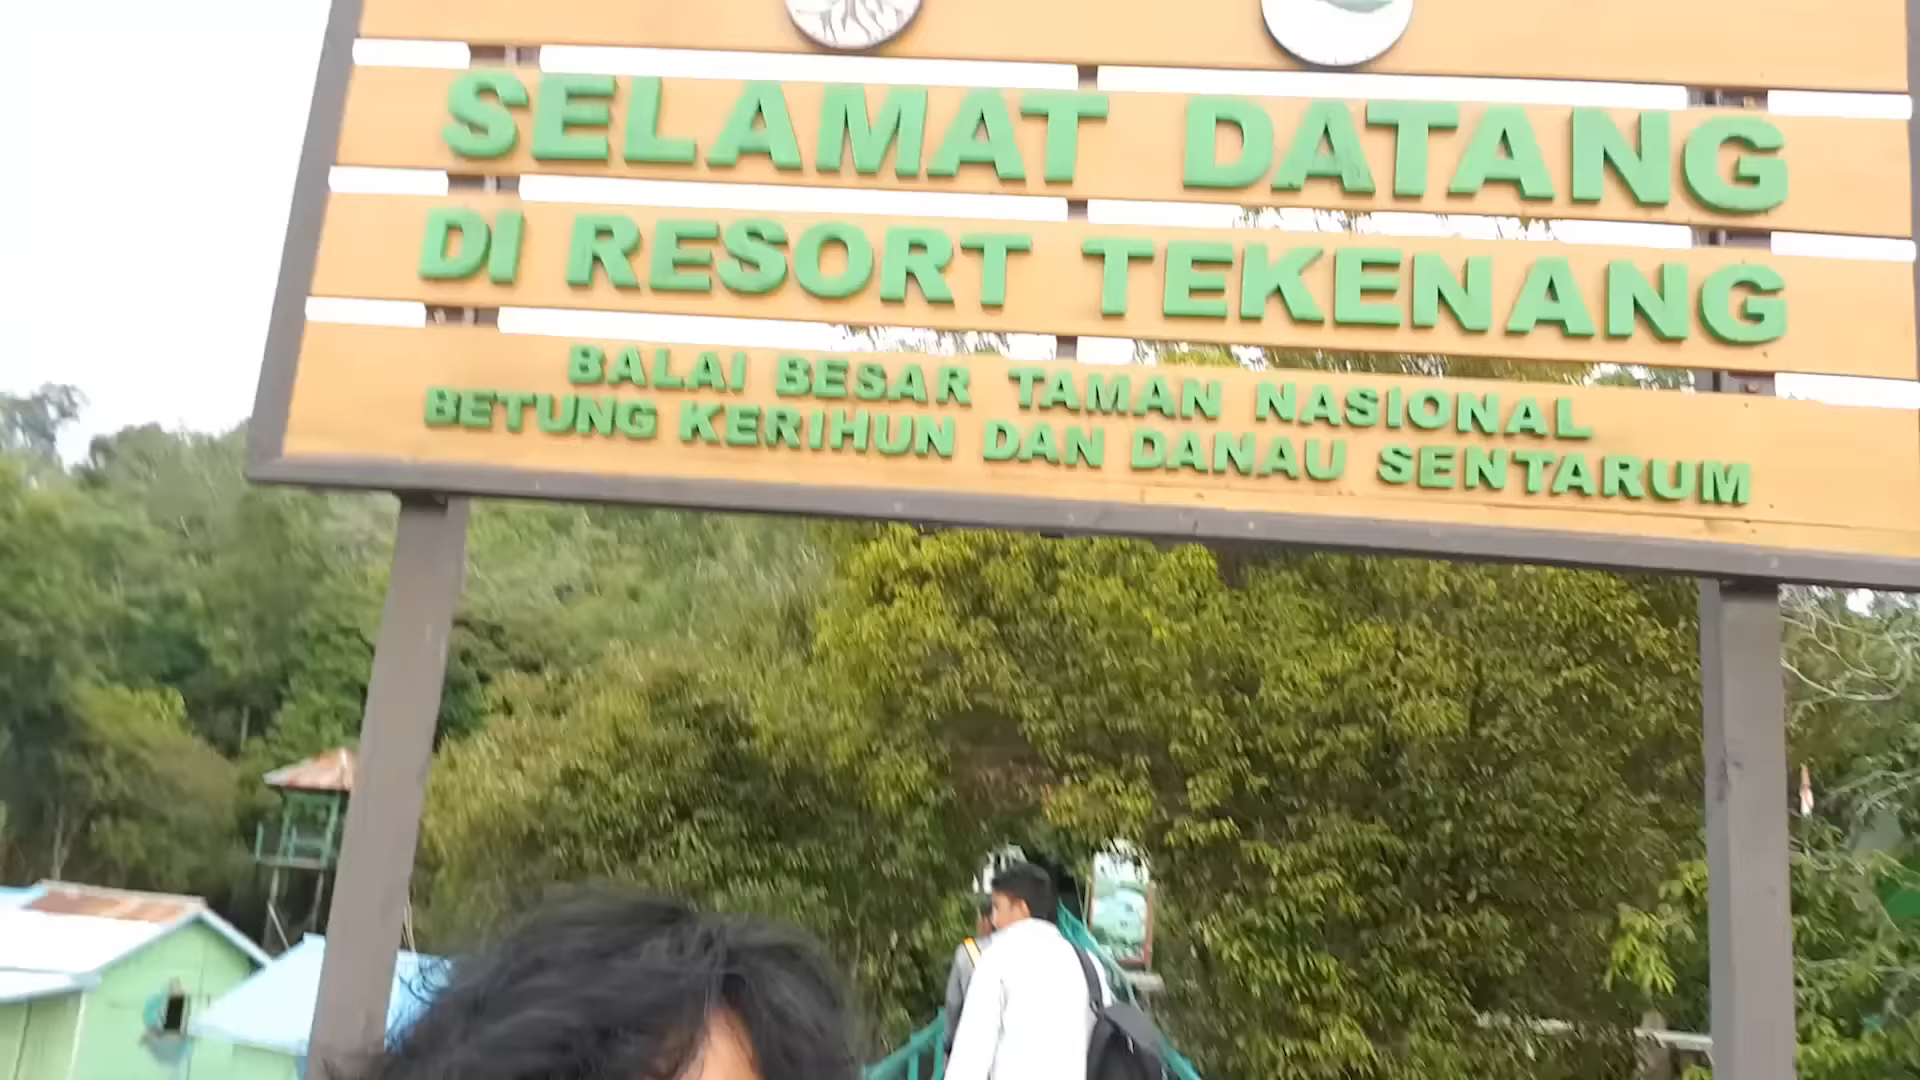 SELAMAT DATANG
DI RESORT TEKENANG
BALAI BESAR TAMAN NASIONAL
BETUNG KERIHUN DAN DANAU SENTARUM